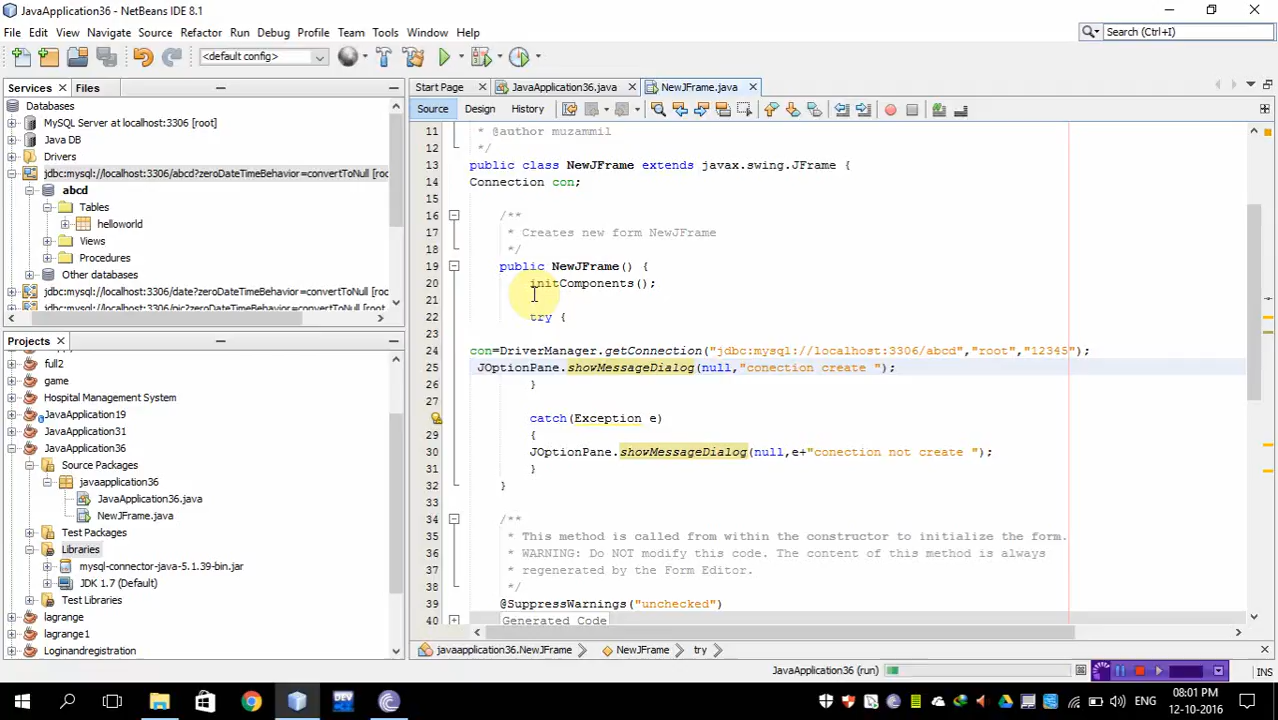 JavaApplication36 - NetBeans IDE 8.1
File Edit View Navigate Source Refactor Run Debug Profile Team Tools Window Help
Search (Ctrl+I)
<default config>
Services Files
Databases
MySQL Server at localhost:3306 [root]
Java DB
Drivers
jdbc:mysql://localhost:3306/abcd?zeroDateTimeBehavior=convertToNull [roo
abcd
Tables
helloworld
Views
Procedures
Other databases
jdbc:mysql://localhost:3306/date?zeroDateTimeBehavior=convertToNull [roo
jdbc:mysql://localhost:3306/pic?zeroDateTimeBehavior=convertToNull [root
Projects
full2
game
Hospital Management System
JavaApplication19
JavaApplication31
JavaApplication36
Source Packages
javaapplication36
JavaApplication36.java
NewJFrame.java
Test Packages
Libraries
mysql-connector-java-5.1.39-bin.jar
JDK 1.7 (Default)
Test Libraries
lagrange
lagrange1
Loginandregistration
Start Page JavaApplication36.java NewJFrame.java
Source Design History
11 * @author muzammil
12 */
13 public class NewJFrame extends javax.swing.JFrame {
14 Connection con;
15
16 /**
17 * Creates new form NewJFrame
18 */
19 public NewJFrame() {
20 initComponents();
21
22 try {
23
24 con=DriverManager.getConnection("jdbc:mysql://localhost:3306/abcd","root","12345");
25 JOptionPane.showMessageDialog(null,"conection create ");
26 }
27
catch(Exception e)
29 {
30 JOptionPane.showMessageDialog(null,e+"conection not create ");
31 }
32 }
33
34 /**
35 * This method is called from within the constructor to initialize the form.
36 * WARNING: Do NOT modify this code. The content of this method is always
37 * regenerated by the Form Editor.
38 */
39 @SuppressWarnings("unchecked")
40 Generated Code
javaapplication36.NewJFrame NewJFrame try
JavaApplication36 (run) INS
DEV
ENG
08:01 PM
12-10-2016